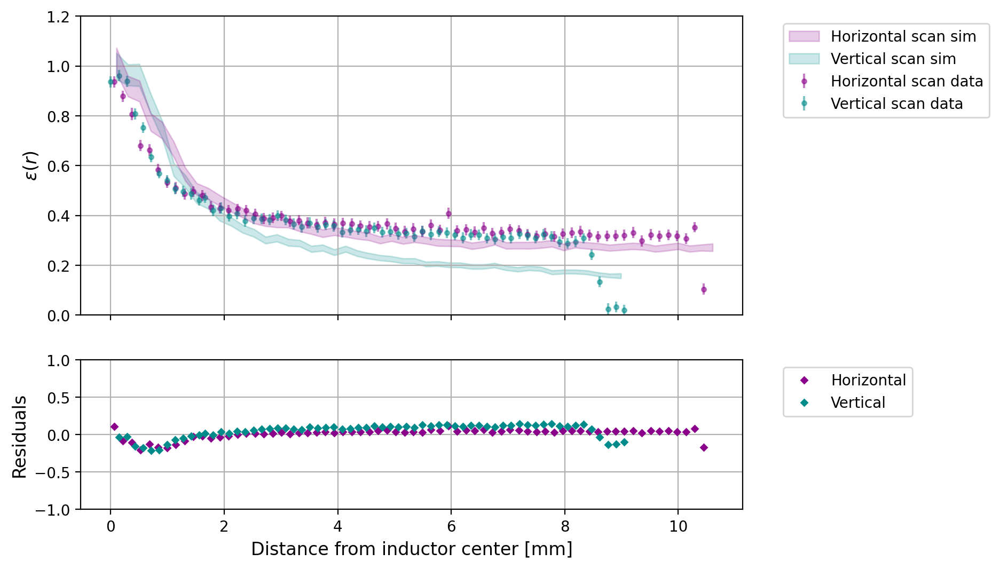 1.2
1.0
0.8
0.6
0.4
0.2
0.0
ε(r)
Horizontal scan sim
Vertical scan sim
Horizontal scan data
Vertical scan data
1.0
0.5
0.0
−0.5
−1.0
Residuals
Horizontal
Vertical
0 2 4 6 8 10
Distance from inductor center [mm]